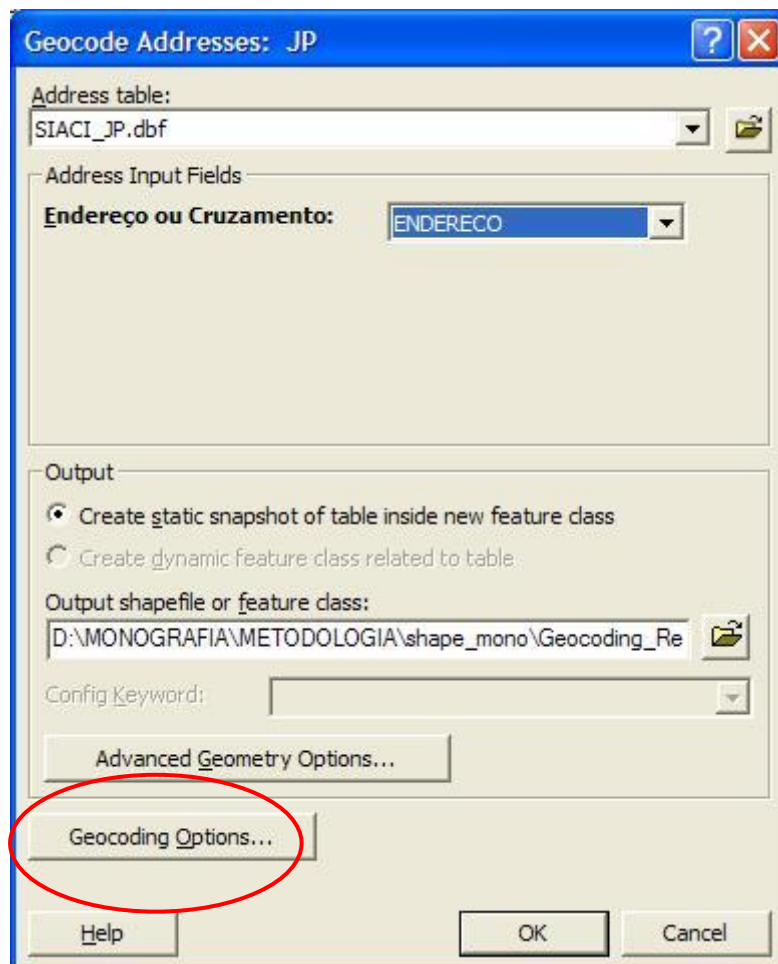 Geocode Addresses: JP
Address table:
SIACI_JP.dbf
Address Input Fields
Endereço ou Cruzamento:
ENDERECO
Output
Create static snapshot of table inside new feature class
Create dynamic feature class related to table
Output shapefile or feature class:
D:\MONOGRAFIA\METODOLOGIA\shape_mono\Geocoding_Re
Config Keyword:
Advanced Geometry Options...
Geocoding Options...
Help
OK
Cancel